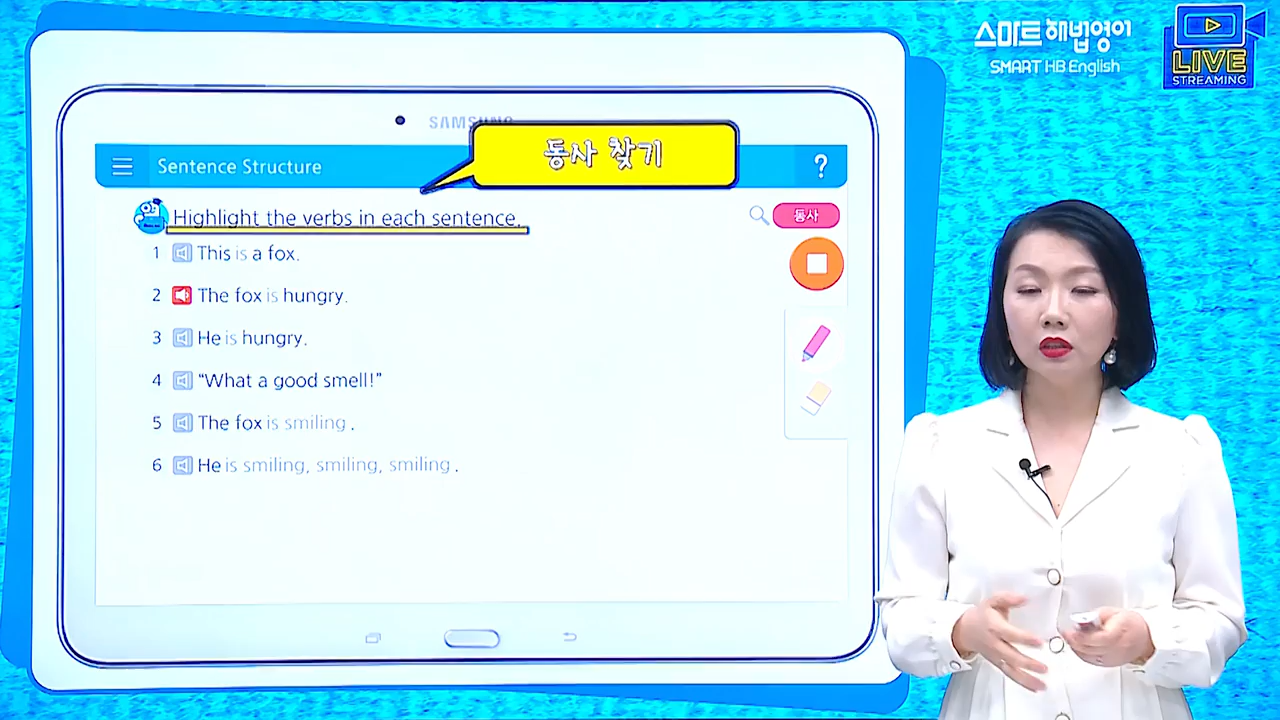 스마트 해법영어
SMART HB English
LIVE
STREAMING
SAMSUNG
동사 찾기
Sentence Structure
?
Highlight the verbs in each sentence.
동사
1 This is a fox.
2 The fox is hungry.
3 He is hungry.
4 “What a good smell!”
5 The fox is smiling .
6 He is smiling, smiling, smiling .